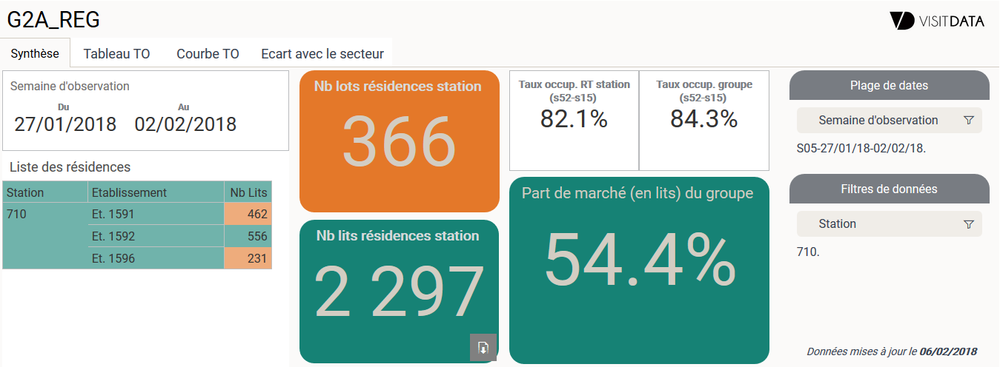 G2A_REG
VISITDATA
Synthèse Tableau TO Courbe TO Ecart avec le secteur
Semaine d'observation
Du Au
27/01/2018 02/02/2018
Liste des résidences
Station Etablissement Nb Lits
710 Et. 1591 462
Et. 1592 556
Et. 1596 231
Nb lots résidences station
366
Nb lits résidences station
2 297
Taux occup. RT station
(s52-s15)
82.1%
Taux occup. groupe
(s52-s15)
84.3%
Part de marché (en lits) du groupe
54.4%
Plage de dates
Semaine d'observation
S05-27/01/18-02/02/18.
Filtres de données
Station
710.
Données mises à jour le 06/02/2018